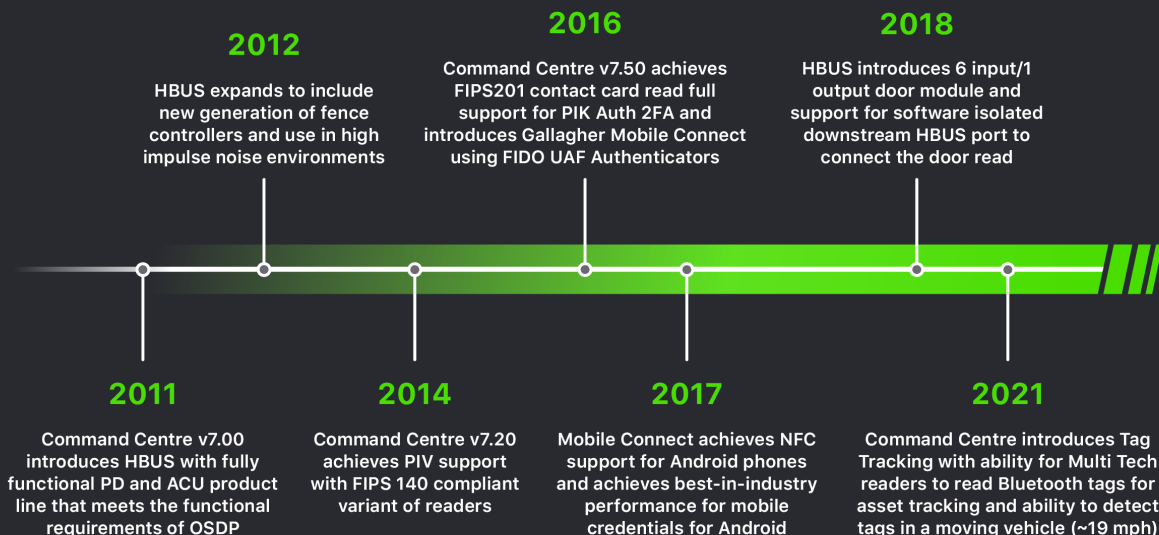 2012
HBUS expands to include
new generation of fence
controllers and use in high
impulse noise environments
2016
Command Centre v7.50 achieves
FIPS201 contact card read full
support for PIK Auth 2FA and
introduces Gallagher Mobile Connect
using FIDO UAF Authenticators
2018
HBUS introduces 6 input/1
output door module and
support for software isolated
downstream HBUS port to
connect the door read
2011
Command Centre v7.00
introduces HBUS with fully
functional PD and ACU product
line that meets the functional
requirements of OSDP
2014
Command Centre v7.20
achieves PIV support
with FIPS 140 compliant
variant of readers
2017
Mobile Connect achieves NFC
support for Android phones
and achieves best-in-industry
performance for mobile
credentials for Android
2021
Command Centre introduces Tag
Tracking with ability for Multi Tech
readers to read Bluetooth tags for
asset tracking and ability to detect
tags in a moving vehicle (~19 mph)